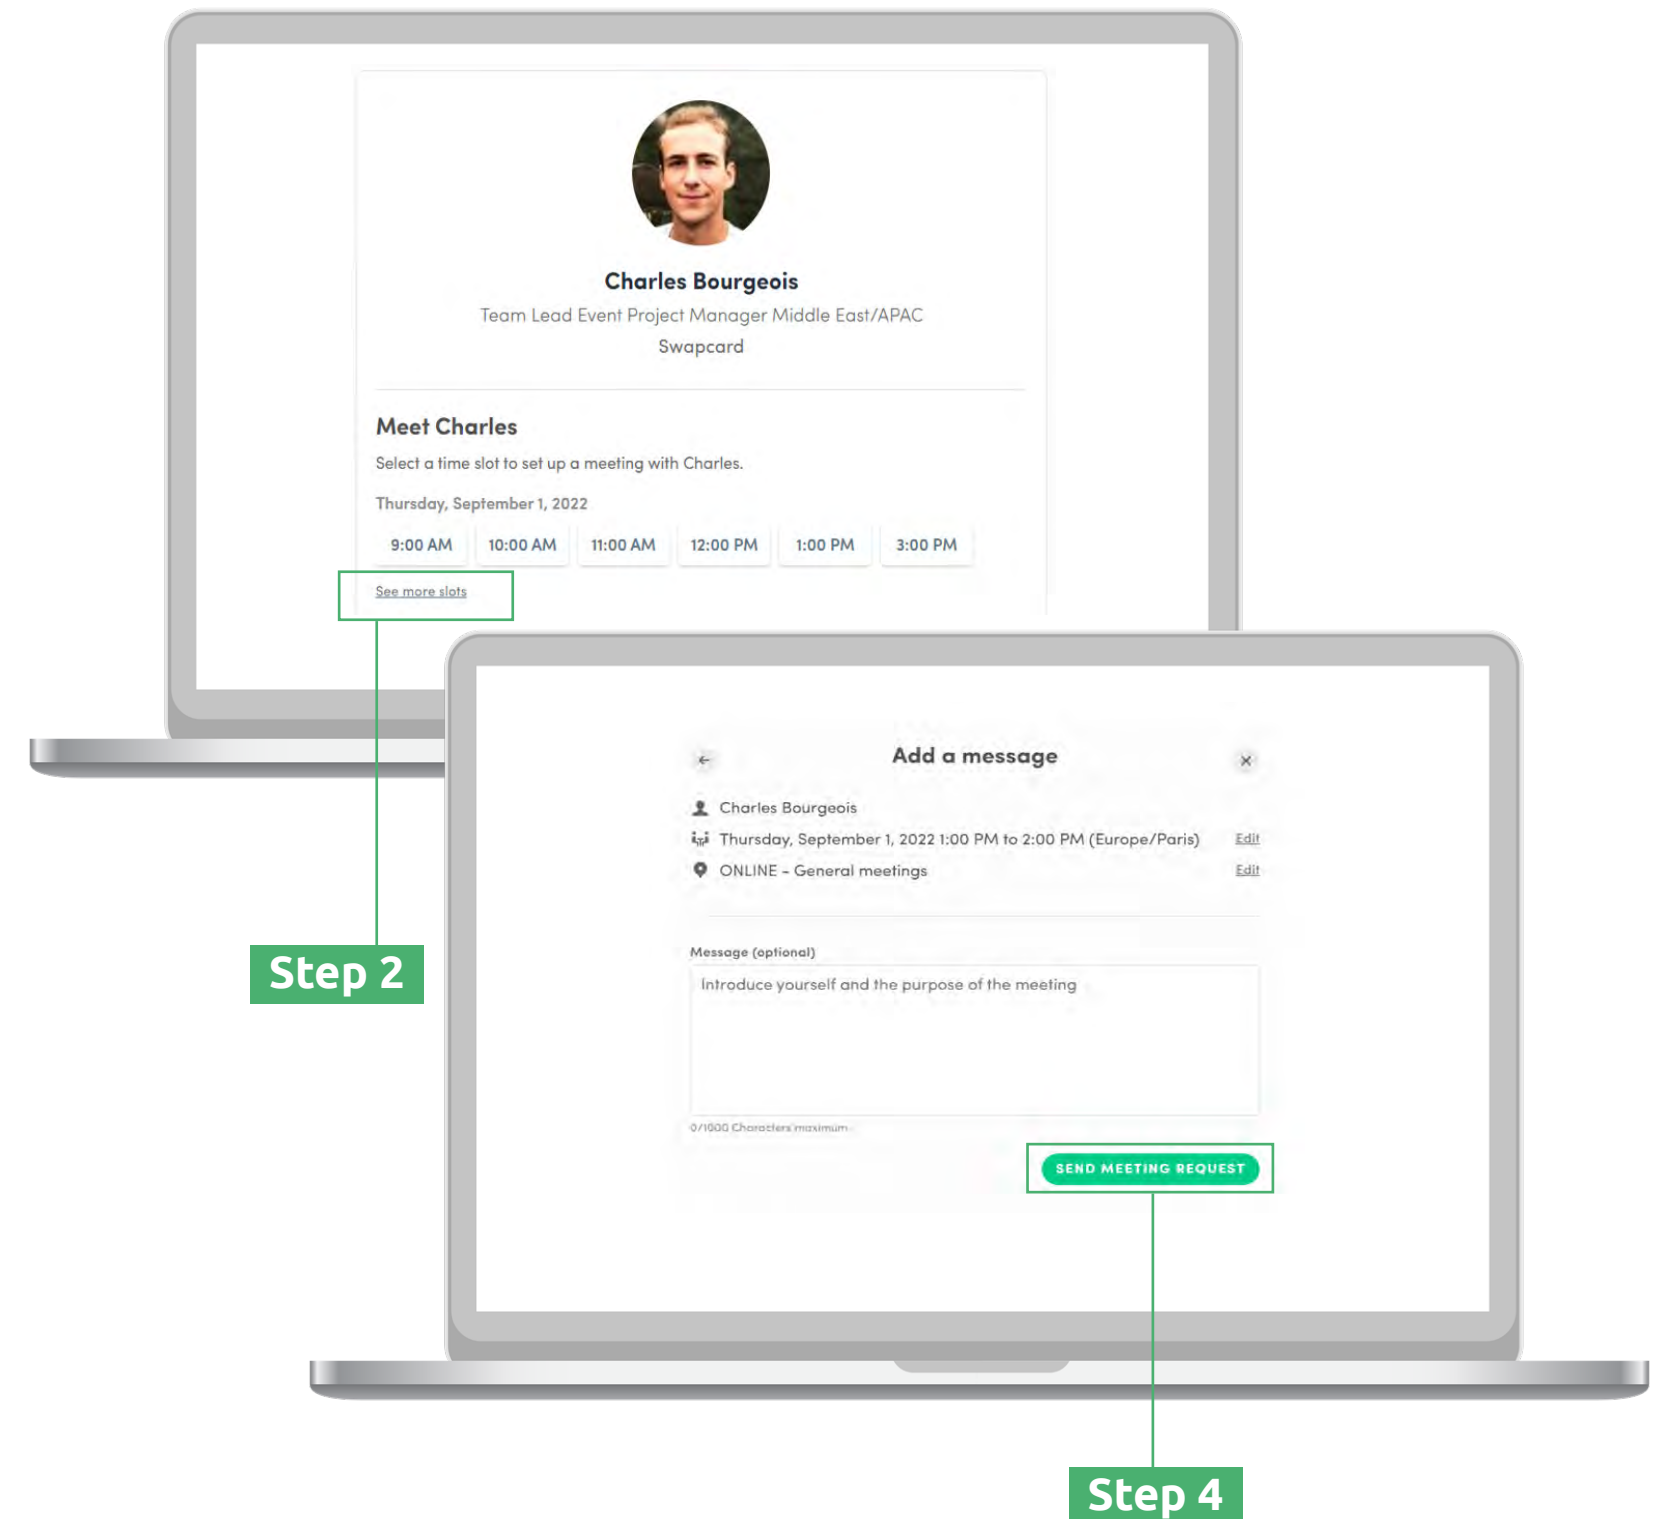 Charles Bourgeois
Team Lead Event Project Manager Middle East/APAC
Swapcard
Meet Charles
Select a time slot to set up a meeting with Charles.
Thursday, September 1, 2022
9:00 AM 10:00 AM 11:00 AM 12:00 PM 1:00 PM 3:00 PM
See more slots
Step 2
Add a message
Charles Bourgeois
Thursday, September 1, 2022 1:00 PM to 2:00 PM (Europe/Paris) Edit
ONLINE - General meetings Edit
Message (optional)
Introduce yourself and the purpose of the meeting
0/1000 Characters maximum
SEND MEETING REQUEST
Step 4